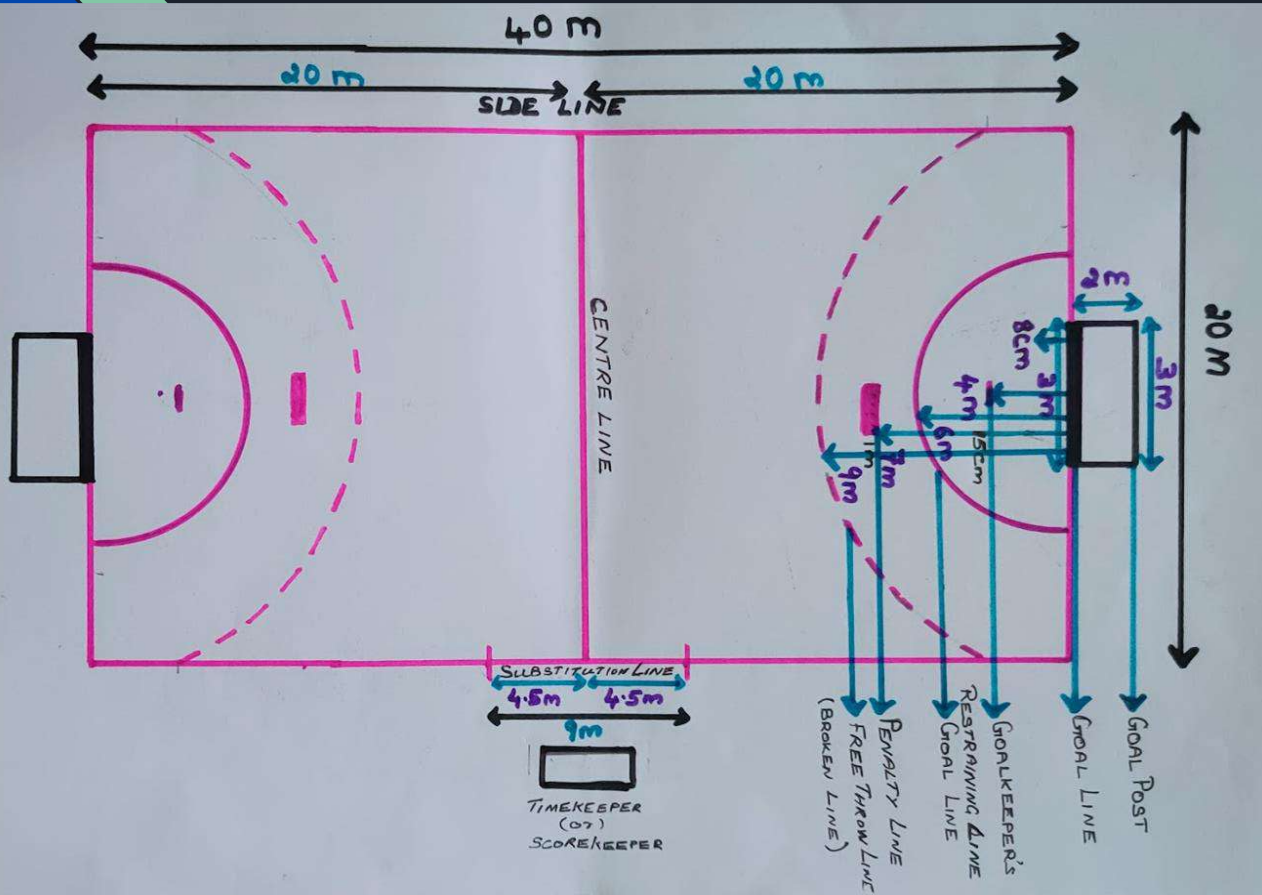 40 m
20 m
20 m
SIDE LINE
CENTRE LINE
2m
3m
20 M
8cm
3m
4m
15cm
6m
1m
7m
9m
SUBSTITUTION LINE
4.5m
4.5m
9m
TIMEKEEPER
(or)
SCOREKEEPER
GOAL POST
GOAL LINE
GOALKEEPER'S
RESTRAINING LINE
GOAL LINE
PENALTY LINE
FREE THROW LINE
(BROKEN LINE)